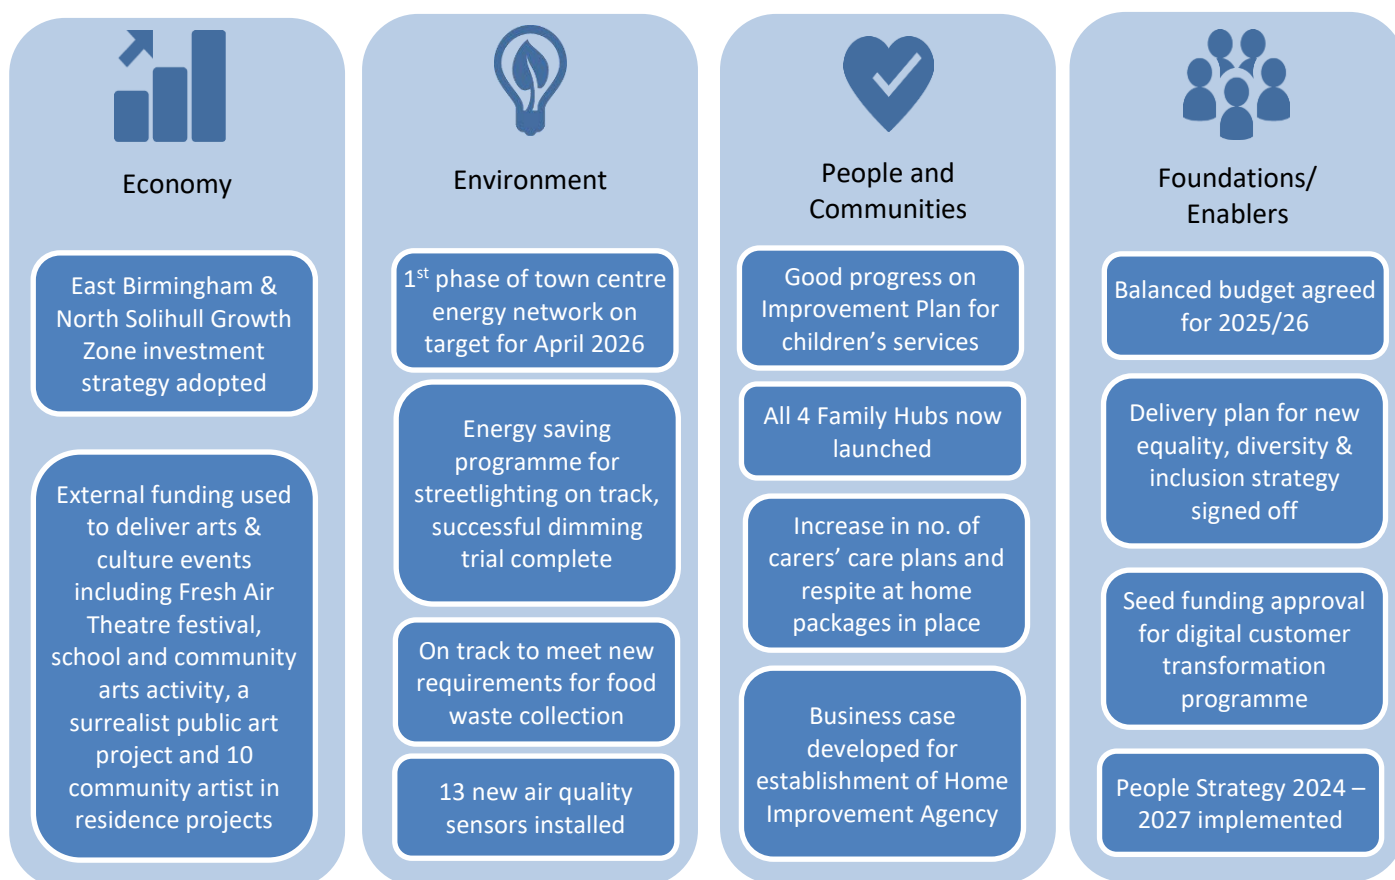 Economy
East Birmingham &
North Solihull Growth
Zone investment
strategy adopted
External funding used
to deliver arts &
culture events
including Fresh Air
Theatre festival,
school and community
arts activity, a
surrealist public art
project and 10
community artist in
residence projects
Environment
1st phase of town centre
energy network on
target for April 2026
Energy saving
programme for
streetlighting on track,
successful dimming
trial complete
On track to meet new
requirements for food
waste collection
13 new air quality
sensors installed
People and
Communities
Good progress on
Improvement Plan for
children’s services
All 4 Family Hubs now
launched
Increase in no. of
carers’ care plans and
respite at home
packages in place
Business case
developed for
establishment of Home
Improvement Agency
Foundations/
Enablers
Balanced budget agreed
for 2025/26
Delivery plan for new
equality, diversity &
inclusion strategy
signed off
Seed funding approval
for digital customer
transformation
programme
People Strategy 2024 –
2027 implemented